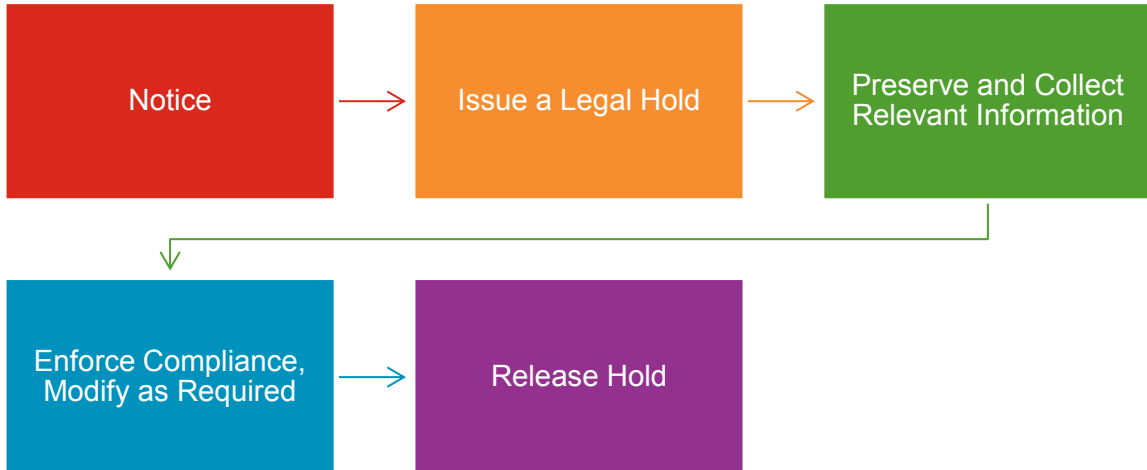 Notice
Issue a Legal Hold
Preserve and Collect
Relevant Information
Enforce Compliance,
Modify as Required
Release Hold